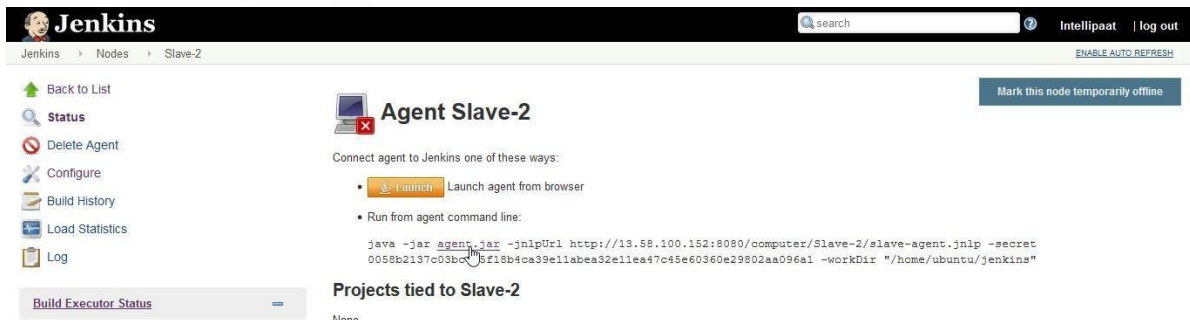 Jenkins
search
Intellipaat | log out
Jenkins Nodes Slave-2
ENABLE AUTO REFRESH
Back to List
Status
Delete Agent
Configure
Build History
Load Statistics
Log
Build Executor Status
Mark this node temporarily offline
Agent Slave-2
Connect agent to Jenkins one of these ways:
Launch Launch agent from browser
Run from agent command line:
java -jar agent.jar -jnlpUrl http://13.58.100.152:8080/computer/Slave-2/slave-agent.jnlp -secret
-workDir "/home/ubuntu/jenkins"
Projects tied to Slave-2
None